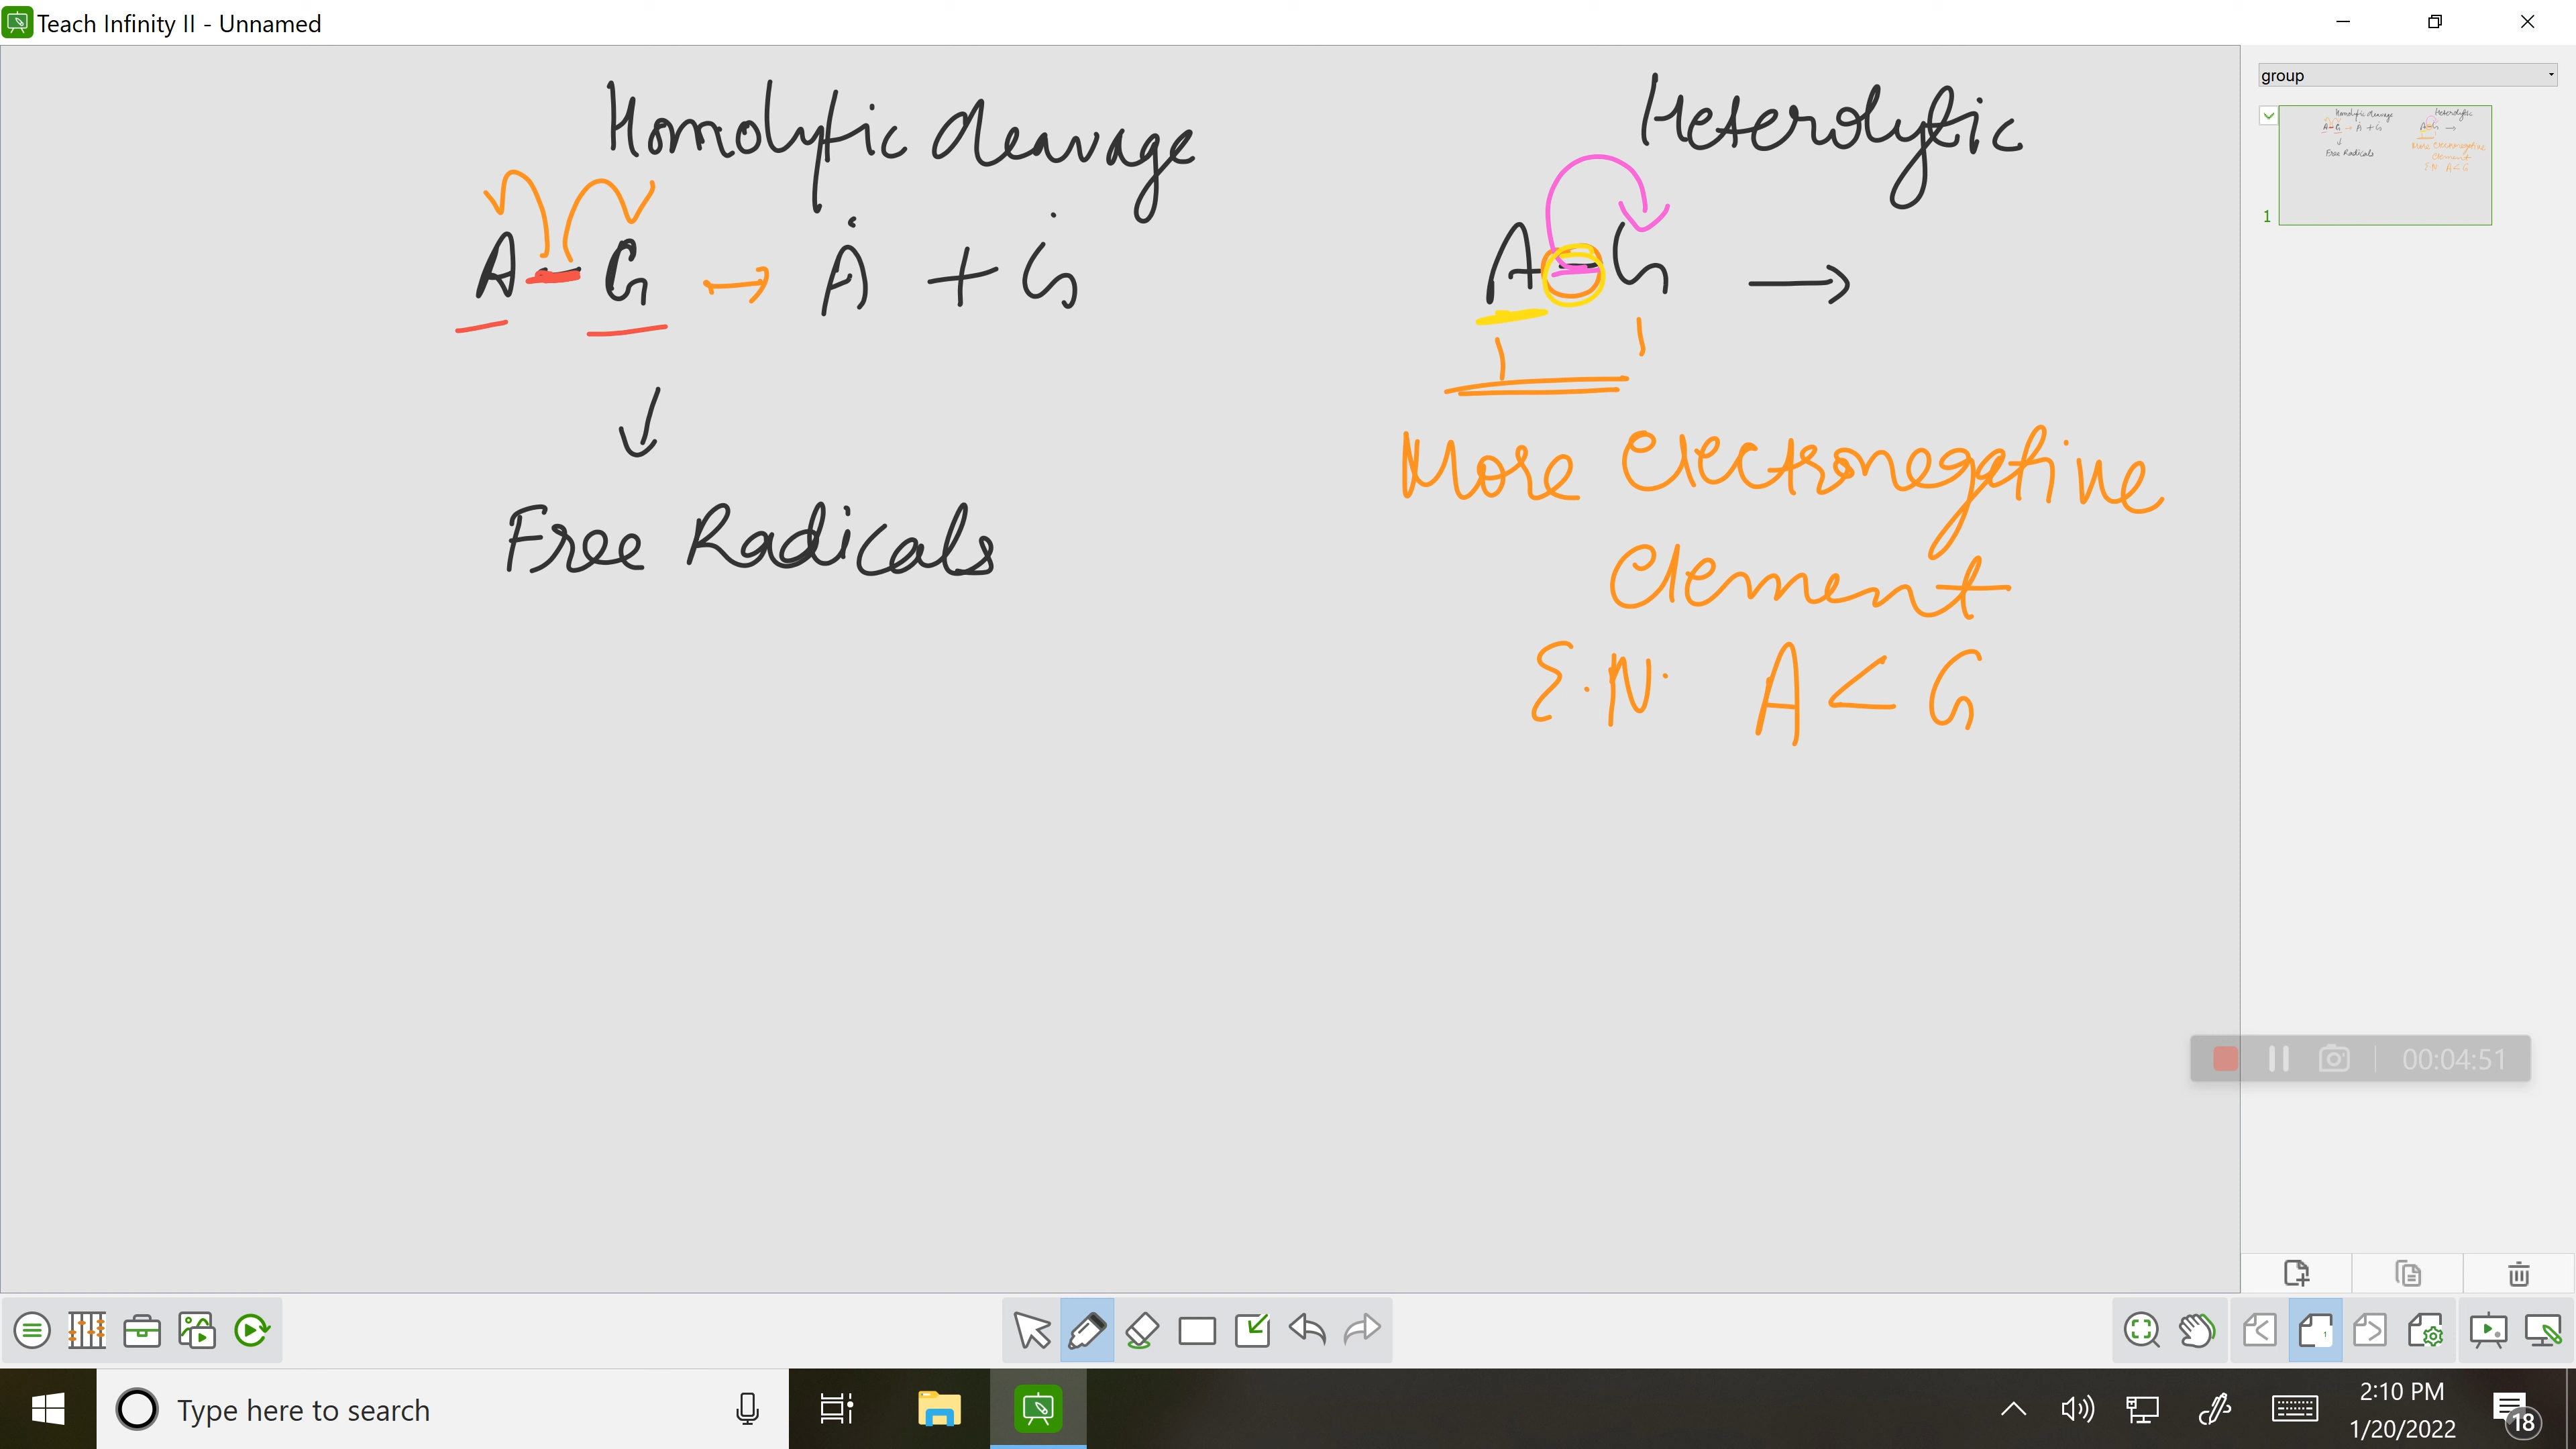 Teach Infinity II - Unnamed
group
Homolytic cleavage
Heterolytic
A - G → Ȧ + Ġ
A - G →
↓
Free Radicals
More Electronegative
Element
E.N. A < G
1
00:04:51
Type here to search
2:10 PM
1/20/2022
18